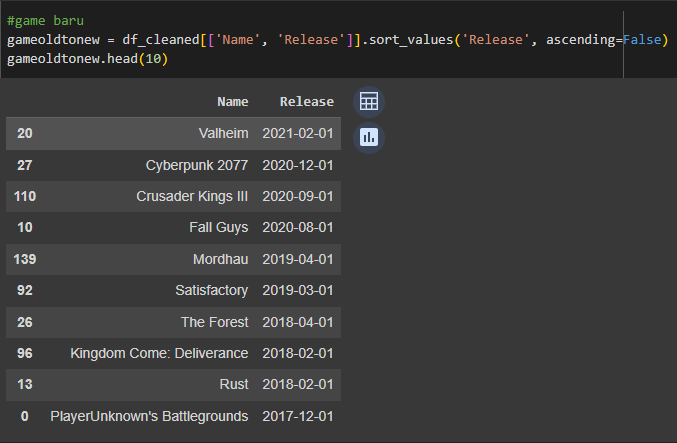 #game baru
gameoldtonew = df_cleaned[['Name', 'Release']].sort_values('Release', ascending=False)
gameoldtonew.head(10)
Name Release
20 Valheim 2021-02-01
27 Cyberpunk 2077 2020-12-01
110 Crusader Kings III 2020-09-01
10 Fall Guys 2020-08-01
139 Mordhau 2019-04-01
92 Satisfactory 2019-03-01
26 The Forest 2018-04-01
96 Kingdom Come: Deliverance 2018-02-01
13 Rust 2018-02-01
0 PlayerUnknown's Battlegrounds 2017-12-01